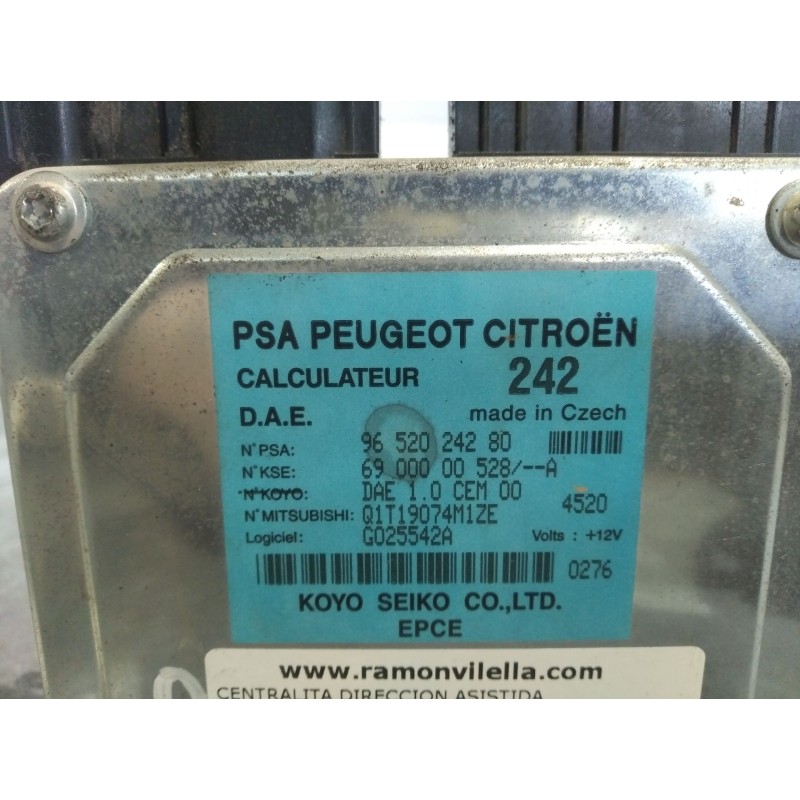 PSA PEUGEOT CITROËN
CALCULATEUR 242
D.A.E. made in Czech
N° PSA: 96 520 242 80
N° KSE: 69 000 00 528/--A
N° KOYO: DAE 1.0 CEM 00 4520
N° MITSUBISHI: Q1T19074M1ZE
Logiciel: G025542A Volts : +12V
0276
KOYO SEIKO CO.,LTD.
EPCE
www.ramonvilella.com
CENTRALITA DIRECCION ASISTIDA